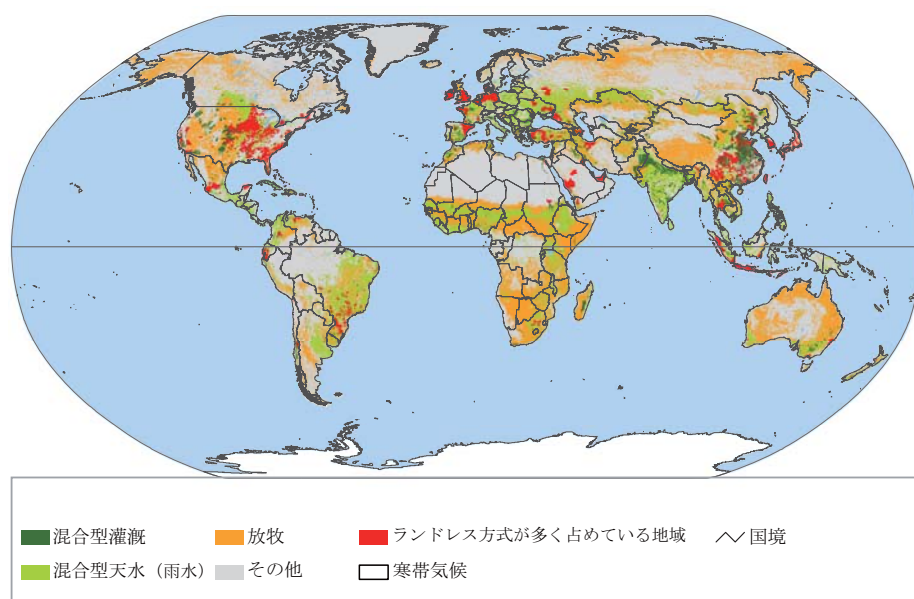 混合型灌漑 放牧 ランドレス方式が多く占めている地域 国境
混合型天水（雨水） その他 寒帯気候